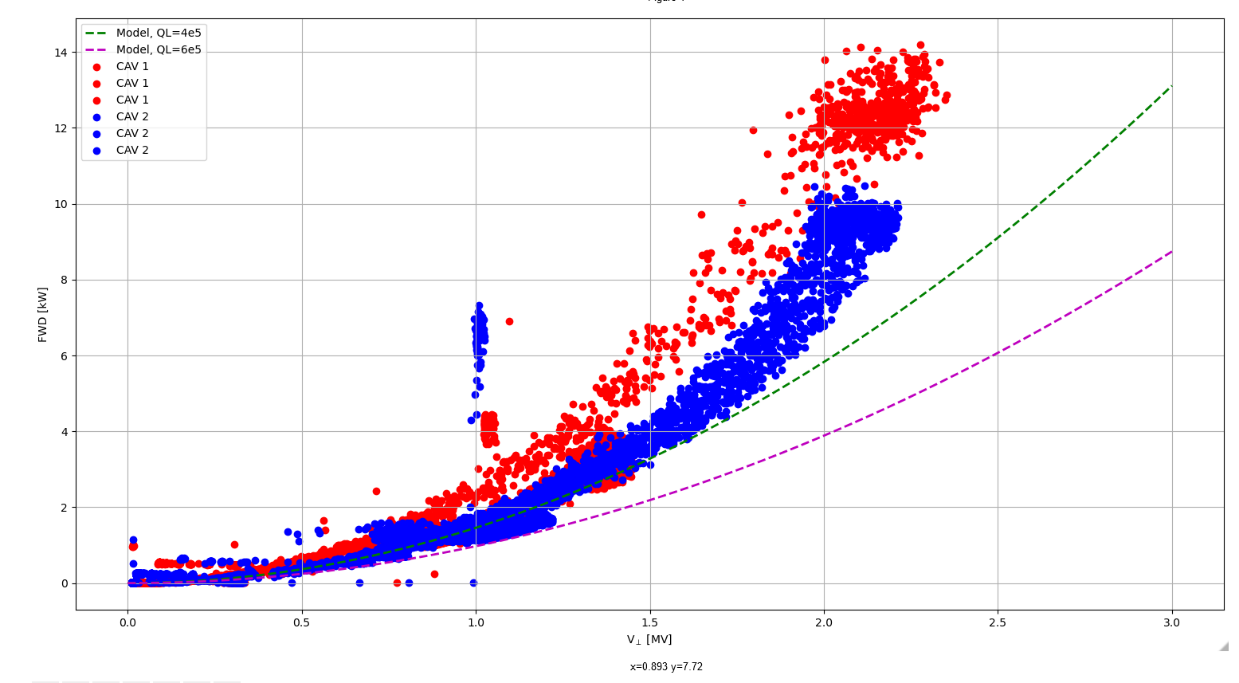 Model, QL=4e5
Model, QL=6e5
CAV 1
CAV 1
CAV 1
CAV 2
CAV 2
CAV 2
14
12
10
8
6
4
2
0
FWD [kW]
0.0 0.5 1.0 1.5 2.0 2.5 3.0
V⊥ [MV]
x=0.893 y=7.72